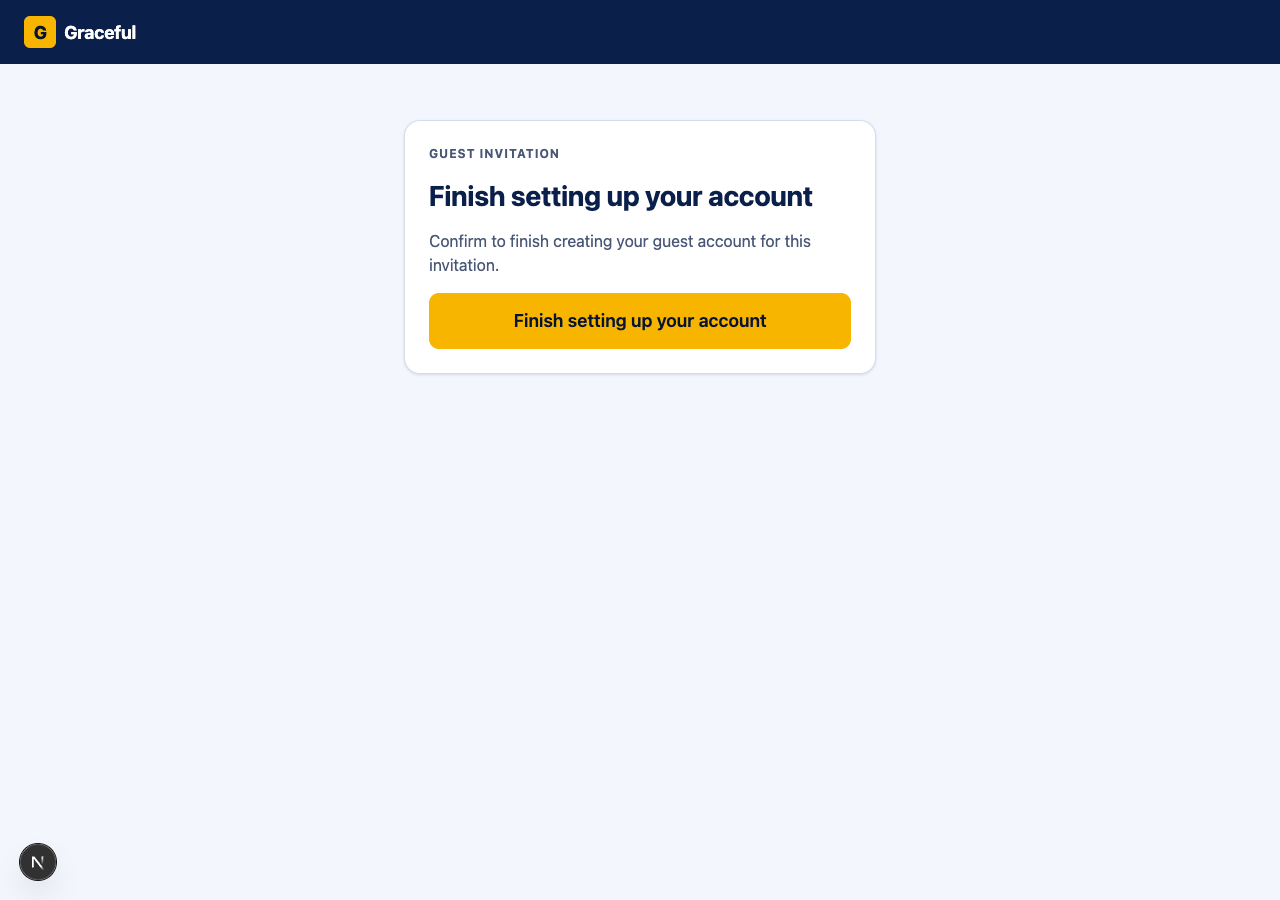 G Graceful
GUEST INVITATION
Finish setting up your account
Confirm to finish creating your guest account for this
invitation.
Finish setting up your account
N